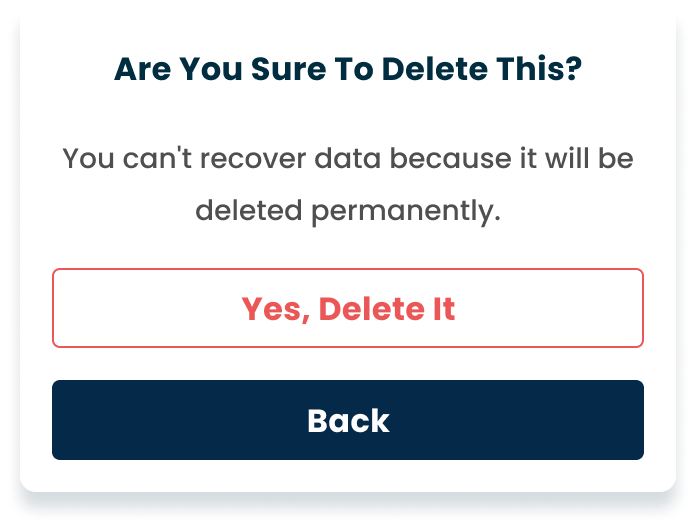 Are You Sure To Delete This?
You can't recover data because it will be
deleted permanently.
Yes, Delete It
Back